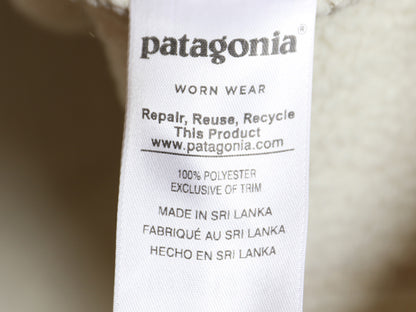 patagonia®
WORN WEAR
Repair, Reuse, Recycle
This Product
www.patagonia.com
100% POLYESTER
EXCLUSIVE OF TRIM
MADE IN SRI LANKA
FABRIQUÉ AU SRI LANKA
HECHO EN SRI LANKA